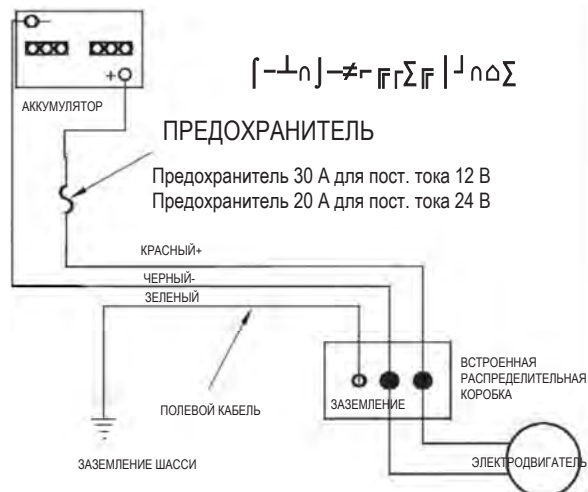 +
АККУМУЛЯТОР
ПРЕДОХРАНИТЕЛЬ
Предохранитель 30 А для пост. тока 12 В
Предохранитель 20 А для пост. тока 24 В
КРАСНЫЙ+
ЧЕРНЫЙ-
ЗЕЛЕНЫЙ
ВСТРОЕННАЯ
РАСПРЕДЕЛИТЕЛЬНАЯ
КОРОБКА
ЗАЗЕМЛЕНИЕ
ПОЛЕВОЙ КАБЕЛЬ
ЗАЗЕМЛЕНИЕ ШАССИ
ЭЛЕКТРОДВИГАТЕЛЬ